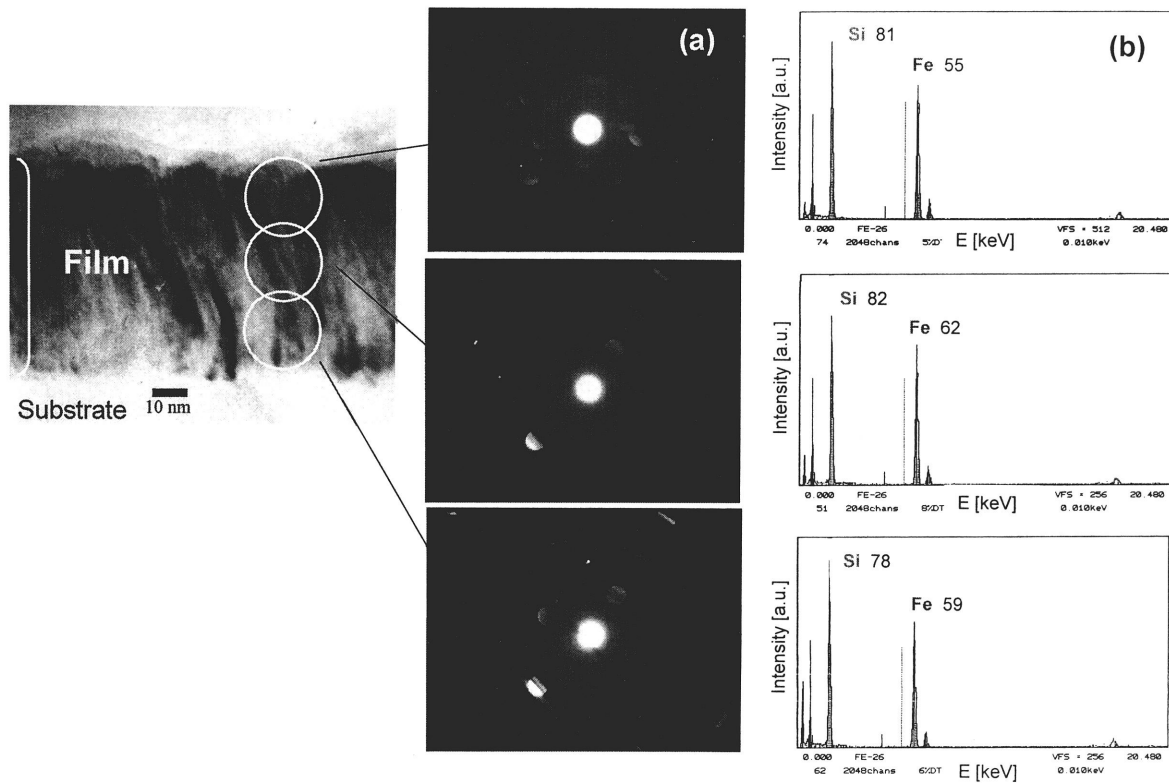 Film
Substrate
10 nm
(a)
(b)
Intensity [a.u.]
Si 81
Fe 55
0.000 FE-26 VFS = 512 20.480
74 2048chans 5%DT E [keV] 0.010keV
Intensity [a.u.]
Si 82
Fe 62
0.000 FE-26 VFS = 256 20.480
51 2048chans 8%DT E [keV] 0.010keV
Intensity [a.u.]
Si 78
Fe 59
0.000 FE-26 VFS = 256 20.480
62 2048chans 6%DT E [keV] 0.010keV